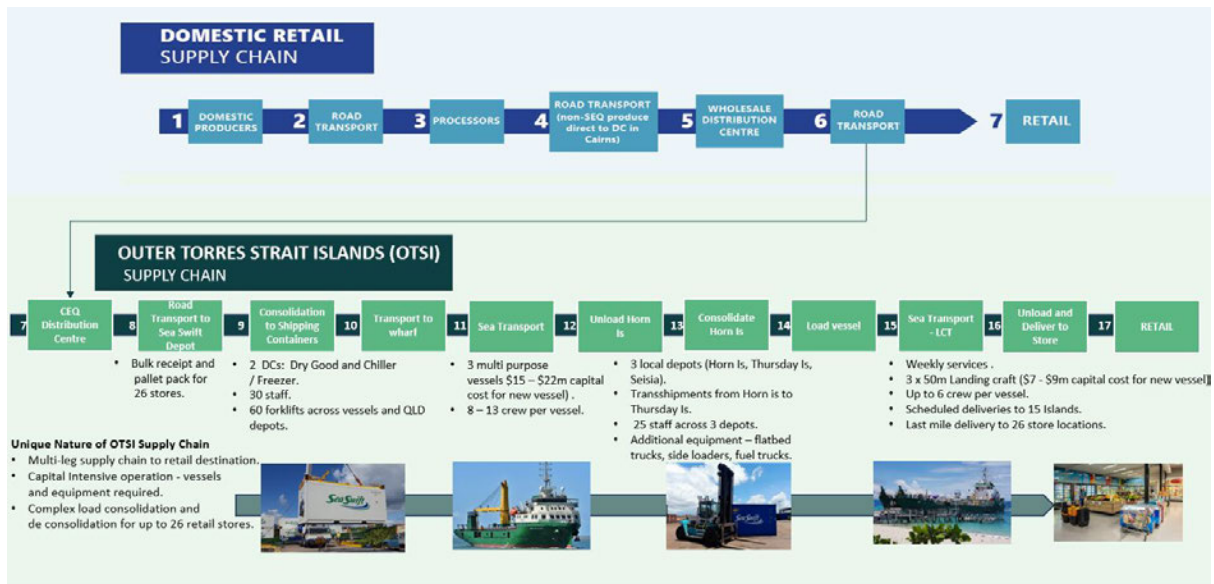 DOMESTIC RETAIL
SUPPLY CHAIN
1
DOMESTIC
PRODUCERS
2
ROAD
TRANSPORT
3
PROCESSORS
4
ROAD TRANSPORT
(non-SEQ produce
direct to DC in
Cairns)
5
WHOLESALE
DISTRIBUTION
CENTRE
6
ROAD
TRANSPORT
7
RETAIL
OUTER TORRES STRAIT ISLANDS (OTSI)
SUPPLY CHAIN
7
CEQ
Distribution
Centre
8
Road
Transport to
Sea Swift
Depot
9
Consolidation
to Shipping
Containers
10
Transport to
wharf
11
Sea Transport
12
Unload Horn
Is
13
Consolidate
Horn Is
14
Load vessel
15
Sea Transport
- LCT
16
Unload and
Deliver to
Store
17
RETAIL
• Bulk receipt and
pallet pack for
26 stores.
• 2 DCs: Dry Good and Chiller
/ Freezer.
• 30 staff.
• 60 forklifts across vessels and QLD
depots.
• 3 multi purpose
vessels $15 – $22m capital
cost for new vessel) .
• 8 – 13 crew per vessel.
• 3 local depots (Horn Is, Thursday Is,
Seisia).
• Transshipments from Horn is to
Thursday Is.
• 25 staff across 3 depots.
• Additional equipment – flatbed
trucks, side loaders, fuel trucks.
• Weekly services .
• 3 x 50m Landing craft ($7 - $9m capital cost for new vessel)
• Up to 6 crew per vessel.
• Scheduled deliveries to 15 Islands.
• Last mile delivery to 26 store locations.
Unique Nature of OTSI Supply Chain
• Multi-leg supply chain to retail destination.
• Capital Intensive operation - vessels
and equipment required.
• Complex load consolidation and
de consolidation for up to 26 retail stores.
Sea Swift
Sea Swift